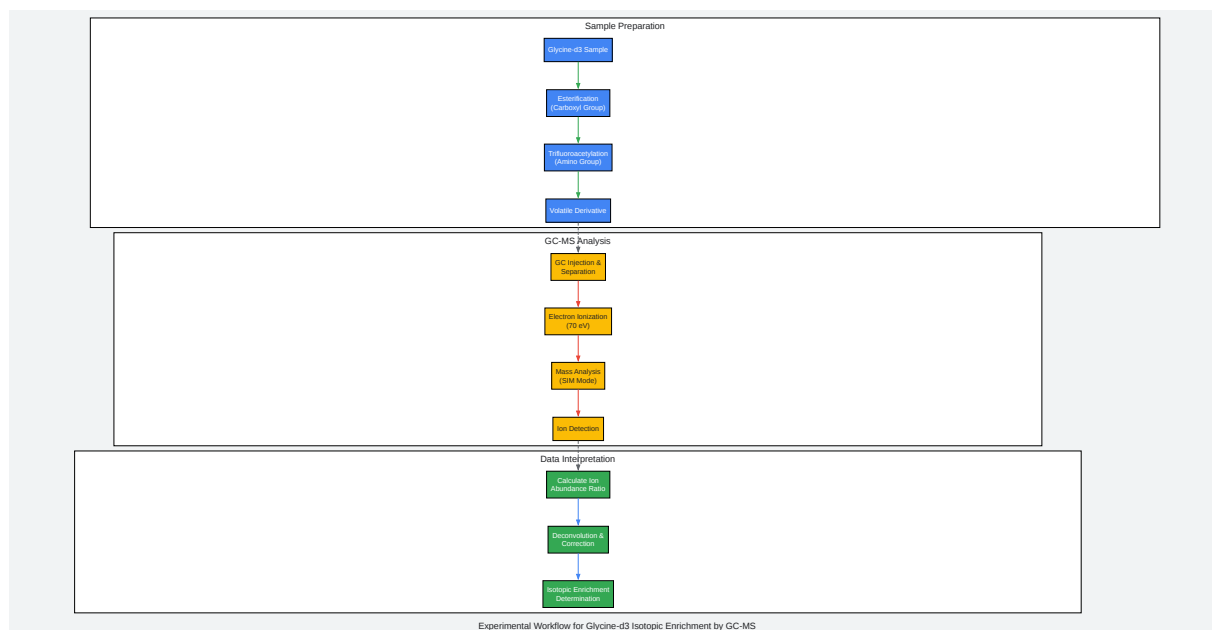 Sample Preparation
Glycine-d3 Sample
Esterification
(Carboxyl Group)
Trifluoroacetylation
(Amino Group)
Volatile Derivative
GC-MS Analysis
GC Injection &
Separation
Electron Ionization
(70 eV)
Mass Analysis
(SIM Mode)
Ion Detection
Data Interpretation
Calculate Ion
Abundance Ratio
Deconvolution &
Correction
Isotopic Enrichment
Determination
Experimental Workflow for Glycine-d3 Isotopic Enrichment by GC-MS